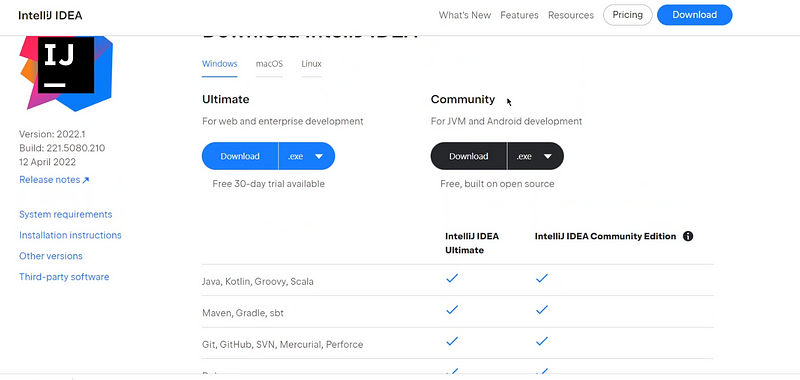 IntelliJ IDEA
What's New Features Resources Pricing Download
Download IntelliJ IDEA
IJ
Windows macOS Linux
Ultimate
For web and enterprise development
Download .exe
Free 30-day trial available
Community
For JVM and Android development
Download .exe
Free, built on open source
Version: 2022.1
Build: 221.5080.210
12 April 2022
Release notes ↗
System requirements
Installation instructions
Other versions
Third-party software
IntelliJ IDEA
Ultimate
IntelliJ IDEA Community Edition
Java, Kotlin, Groovy, Scala
Maven, Gradle, sbt
Git, GitHub, SVN, Mercurial, Perforce